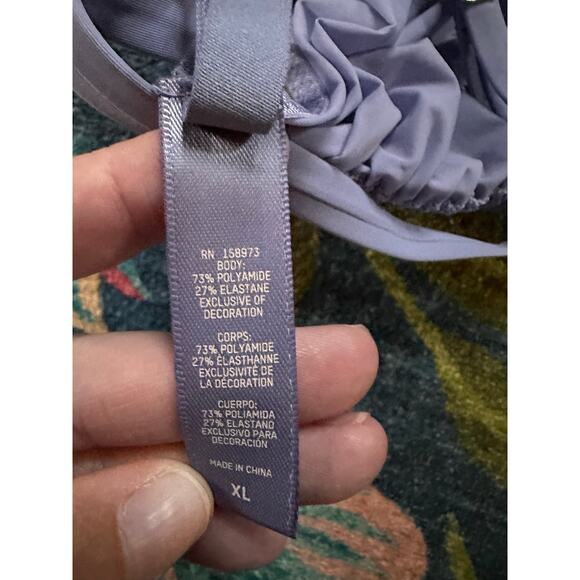 RN 158973
BODY:
73% POLYAMIDE
27% ELASTANE
EXCLUSIVE OF
DECORATION
CORPS:
73% POLYAMIDE
27% ÉLASTHANNE
EXCLUSIVITÉ DE
LA DÉCORATION
CUERPO:
73% POLIAMIDA
27% ELASTANO
EXCLUSIVO PARA
DECORACIÓN
MADE IN CHINA
XL